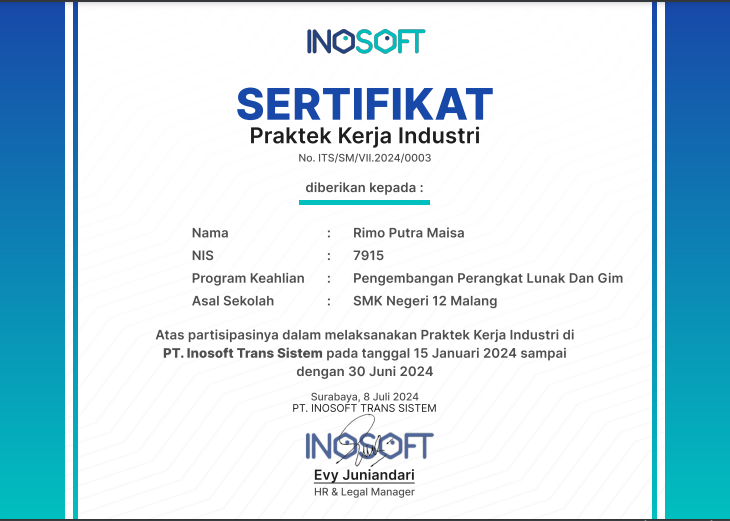 INOSOFT
SERTIFIKAT
Praktek Kerja Industri
No. ITS/SM/VII.2024/0003
diberikan kepada :
Nama : Rimo Putra Maisa
NIS : 7915
Program Keahlian : Pengembangan Perangkat Lunak Dan Gim
Asal Sekolah : SMK Negeri 12 Malang
Atas partisipasinya dalam melaksanakan Praktek Kerja Industri di
PT. Inosoft Trans Sistem pada tanggal 15 Januari 2024 sampai
dengan 30 Juni 2024
Surabaya, 8 Juli 2024
PT. INOSOFT TRANS SISTEM
INOSOFT
Evy Juniandari
HR & Legal Manager